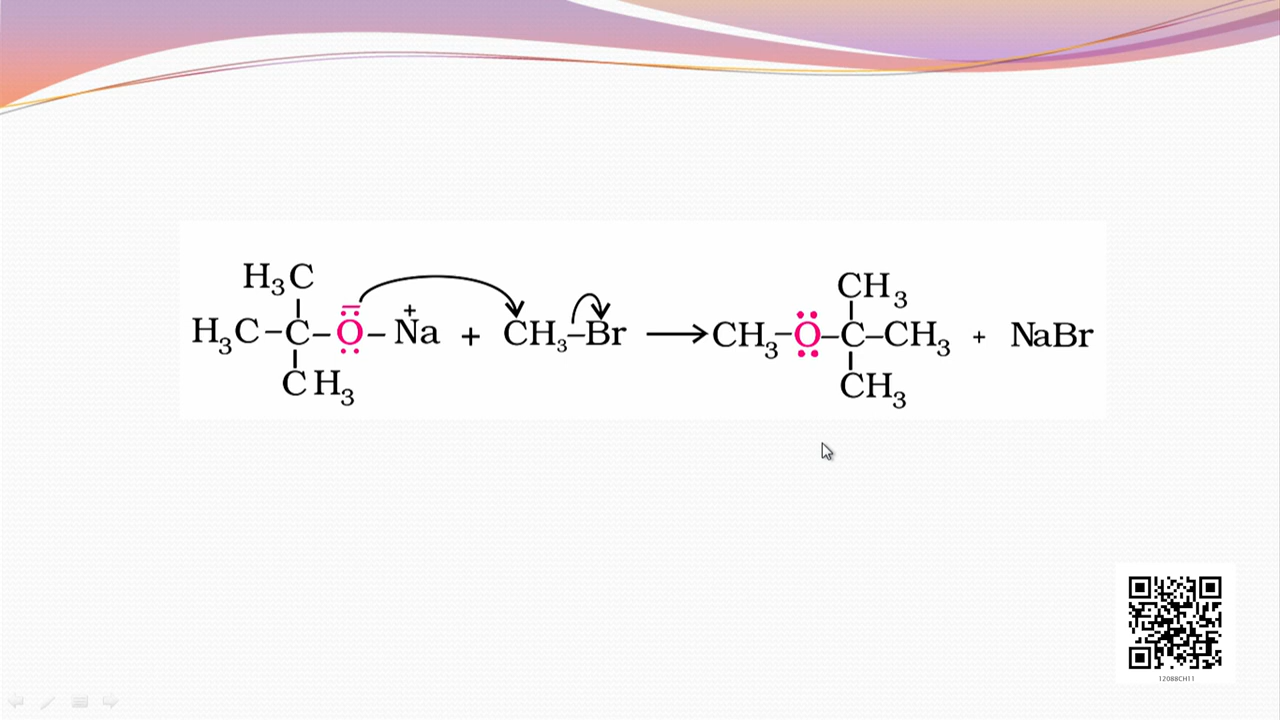 H₃C
CH₃
H₃C–C–O–Na + CH₃–Br ⟶ CH₃–O–C–CH₃ + NaBr
CH₃
CH₃
12088CH11